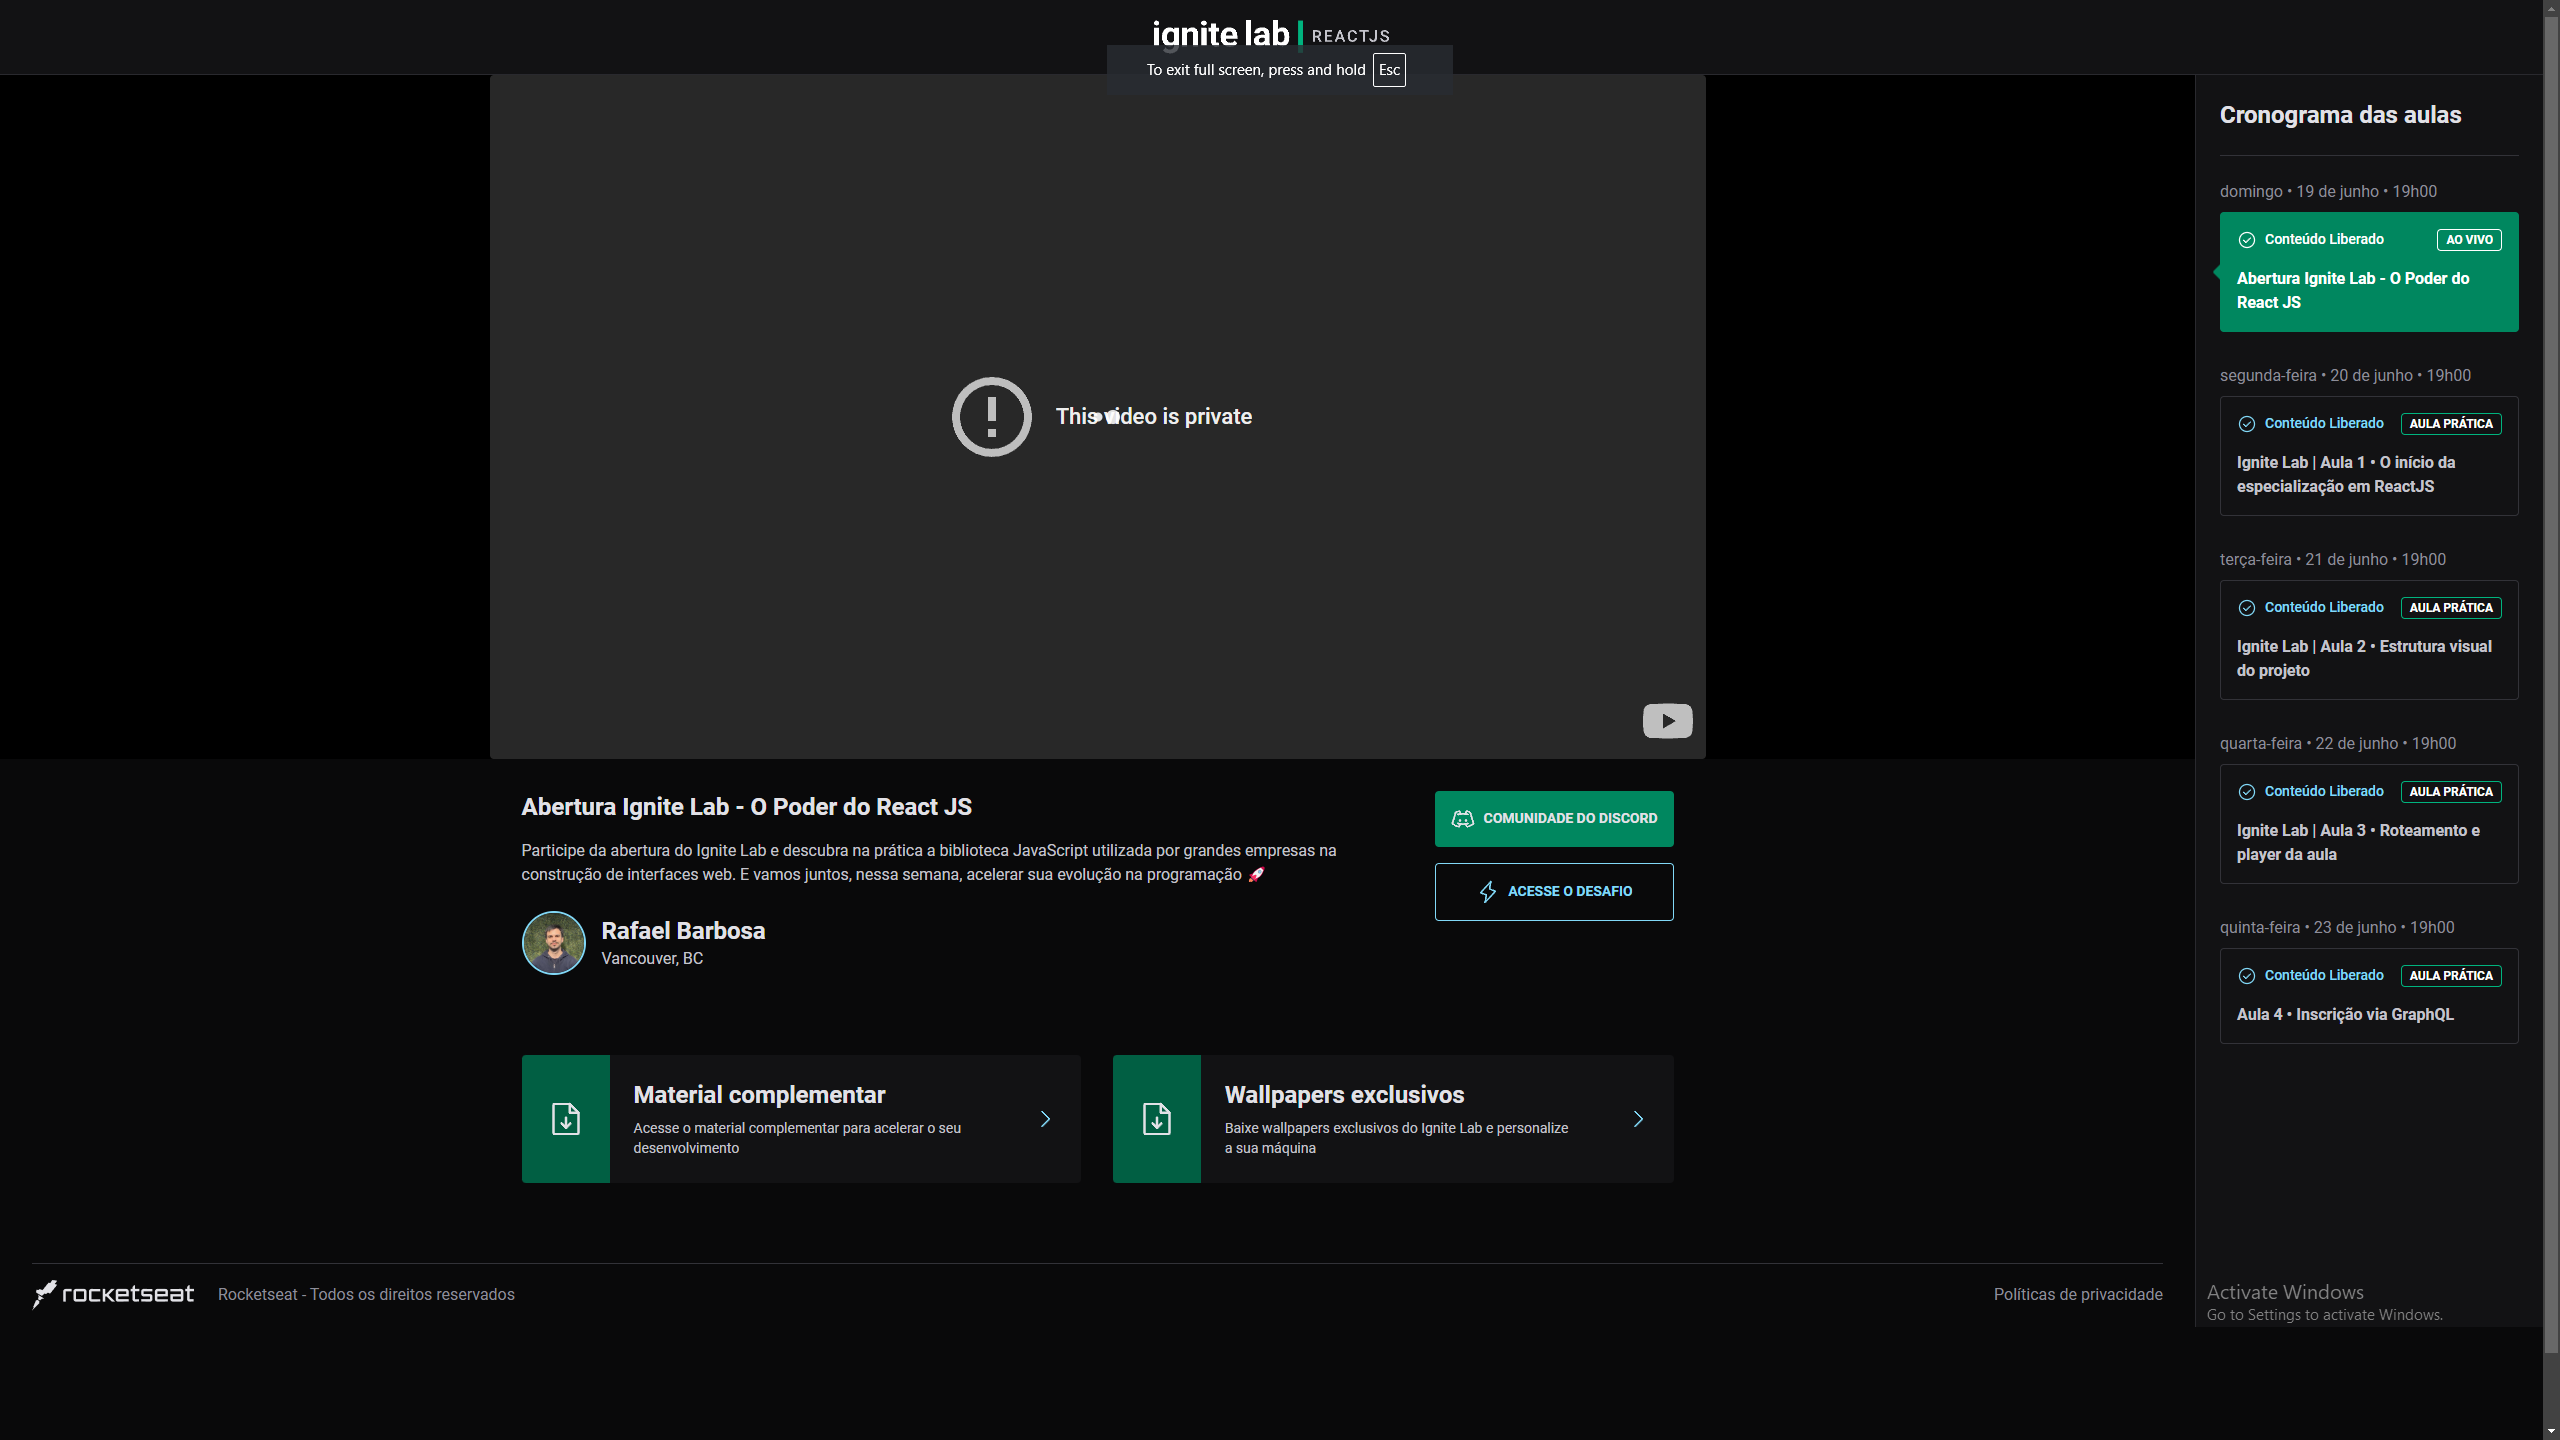 ignite lab | REACTJS
To exit full screen, press and hold Esc
This video is private
Abertura Ignite Lab - O Poder do React JS
Participe da abertura do Ignite Lab e descubra na prática a biblioteca JavaScript utilizada por grandes empresas na
construção de interfaces web. E vamos juntos, nessa semana, acelerar sua evolução na programação 🚀
Rafael Barbosa
Vancouver, BC
COMUNIDADE DO DISCORD
ACESSE O DESAFIO
Material complementar
Acesse o material complementar para acelerar o seu
desenvolvimento
Wallpapers exclusivos
Baixe wallpapers exclusivos do Ignite Lab e personalize
a sua máquina
Cronograma das aulas
domingo • 19 de junho • 19h00
Conteúdo Liberado AO VIVO
Abertura Ignite Lab - O Poder do
React JS
segunda-feira • 20 de junho • 19h00
Conteúdo Liberado AULA PRÁTICA
Ignite Lab | Aula 1 • O início da
especialização em ReactJS
terça-feira • 21 de junho • 19h00
Conteúdo Liberado AULA PRÁTICA
Ignite Lab | Aula 2 • Estrutura visual
do projeto
quarta-feira • 22 de junho • 19h00
Conteúdo Liberado AULA PRÁTICA
Ignite Lab | Aula 3 • Roteamento e
player da aula
quinta-feira • 23 de junho • 19h00
Conteúdo Liberado AULA PRÁTICA
Aula 4 • Inscrição via GraphQL
rocketseat Rocketseat - Todos os direitos reservados
Políticas de privacidade
Activate Windows
Go to Settings to activate Windows.